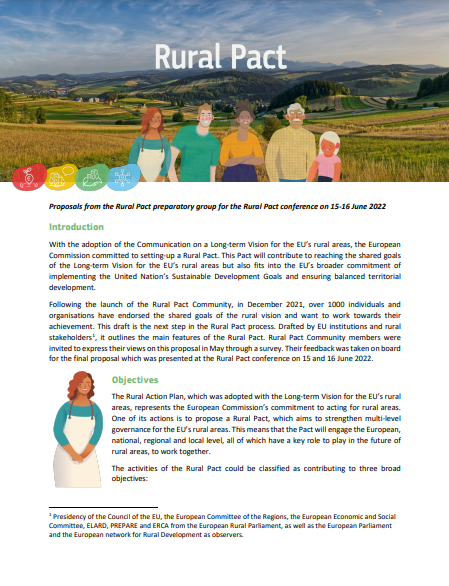 Rural Pact
Proposals from the Rural Pact preparatory group for the Rural Pact conference on 15-16 June 2022
Introduction
With the adoption of the Communication on a Long-term Vision for the EU's rural areas, the European
Commission committed to setting-up a Rural Pact. This Pact will contribute to reaching the shared goals
of the Long-term Vision for the EU's rural areas but also fits into the EU's broader commitment of
implementing the United Nation's Sustainable Development Goals and ensuring balanced territorial
development.
Following the launch of the Rural Pact Community, in December 2021, over 1000 individuals and
organisations have endorsed the shared goals of the rural vision and want to work towards their
achievement. This draft is the next step in the Rural Pact process. Drafted by EU institutions and rural
stakeholders¹, it outlines the main features of the Rural Pact. Rural Pact Community members were
invited to express their views on this proposal in May through a survey. Their feedback was taken on board
for the final proposal which was presented at the Rural Pact conference on 15 and 16 June 2022.
Objectives
The Rural Action Plan, which was adopted with the Long-term Vision for the EU's rural
areas, represents the European Commission's commitment to acting for rural areas.
One of its actions is to propose a Rural Pact, which aims to strengthen multi-level
governance for the EU's rural areas. This means that the Pact will engage the European,
national, regional and local level, all of which have a key role to play in the future of
rural areas, to work together.
The activities of the Rural Pact could be classified as contributing to three broad
objectives:
¹ Presidency of the Council of the EU, the European Committee of the Regions, the European Economic and Social
Committee, ELARD, PREPARE and ERCA from the European Rural Parliament, as well as the European Parliament
and the European network for Rural Development as observers.